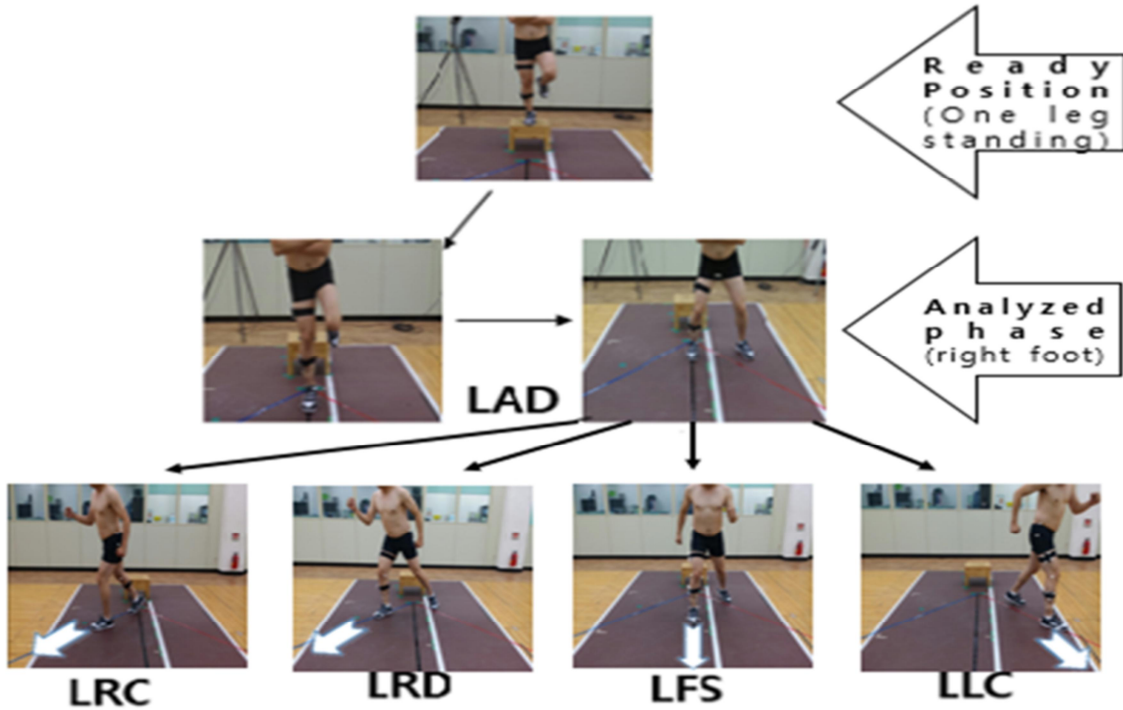 Ready
Position
(One leg
standing)
LAD
Analyzed
phase
(right foot)
LRC
LRD
LFS
LLC